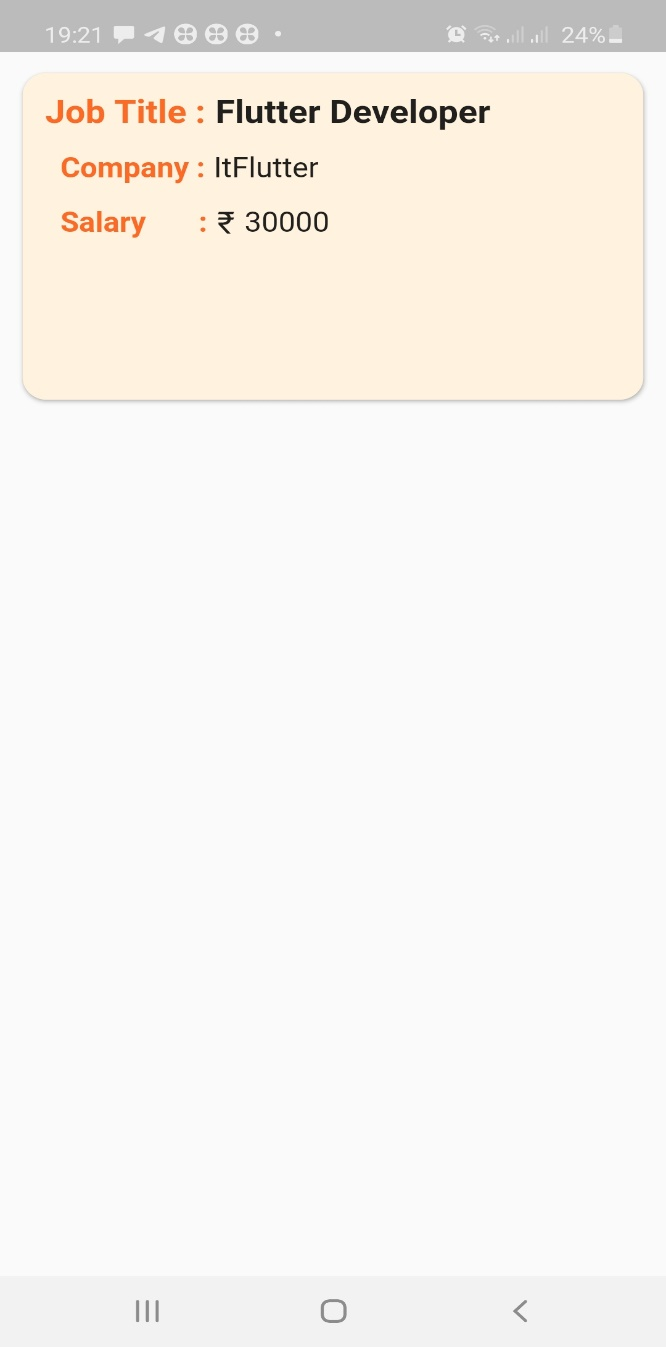 19:21 24%
Job Title : Flutter Developer
Company : ItFlutter
Salary : ₹ 30000